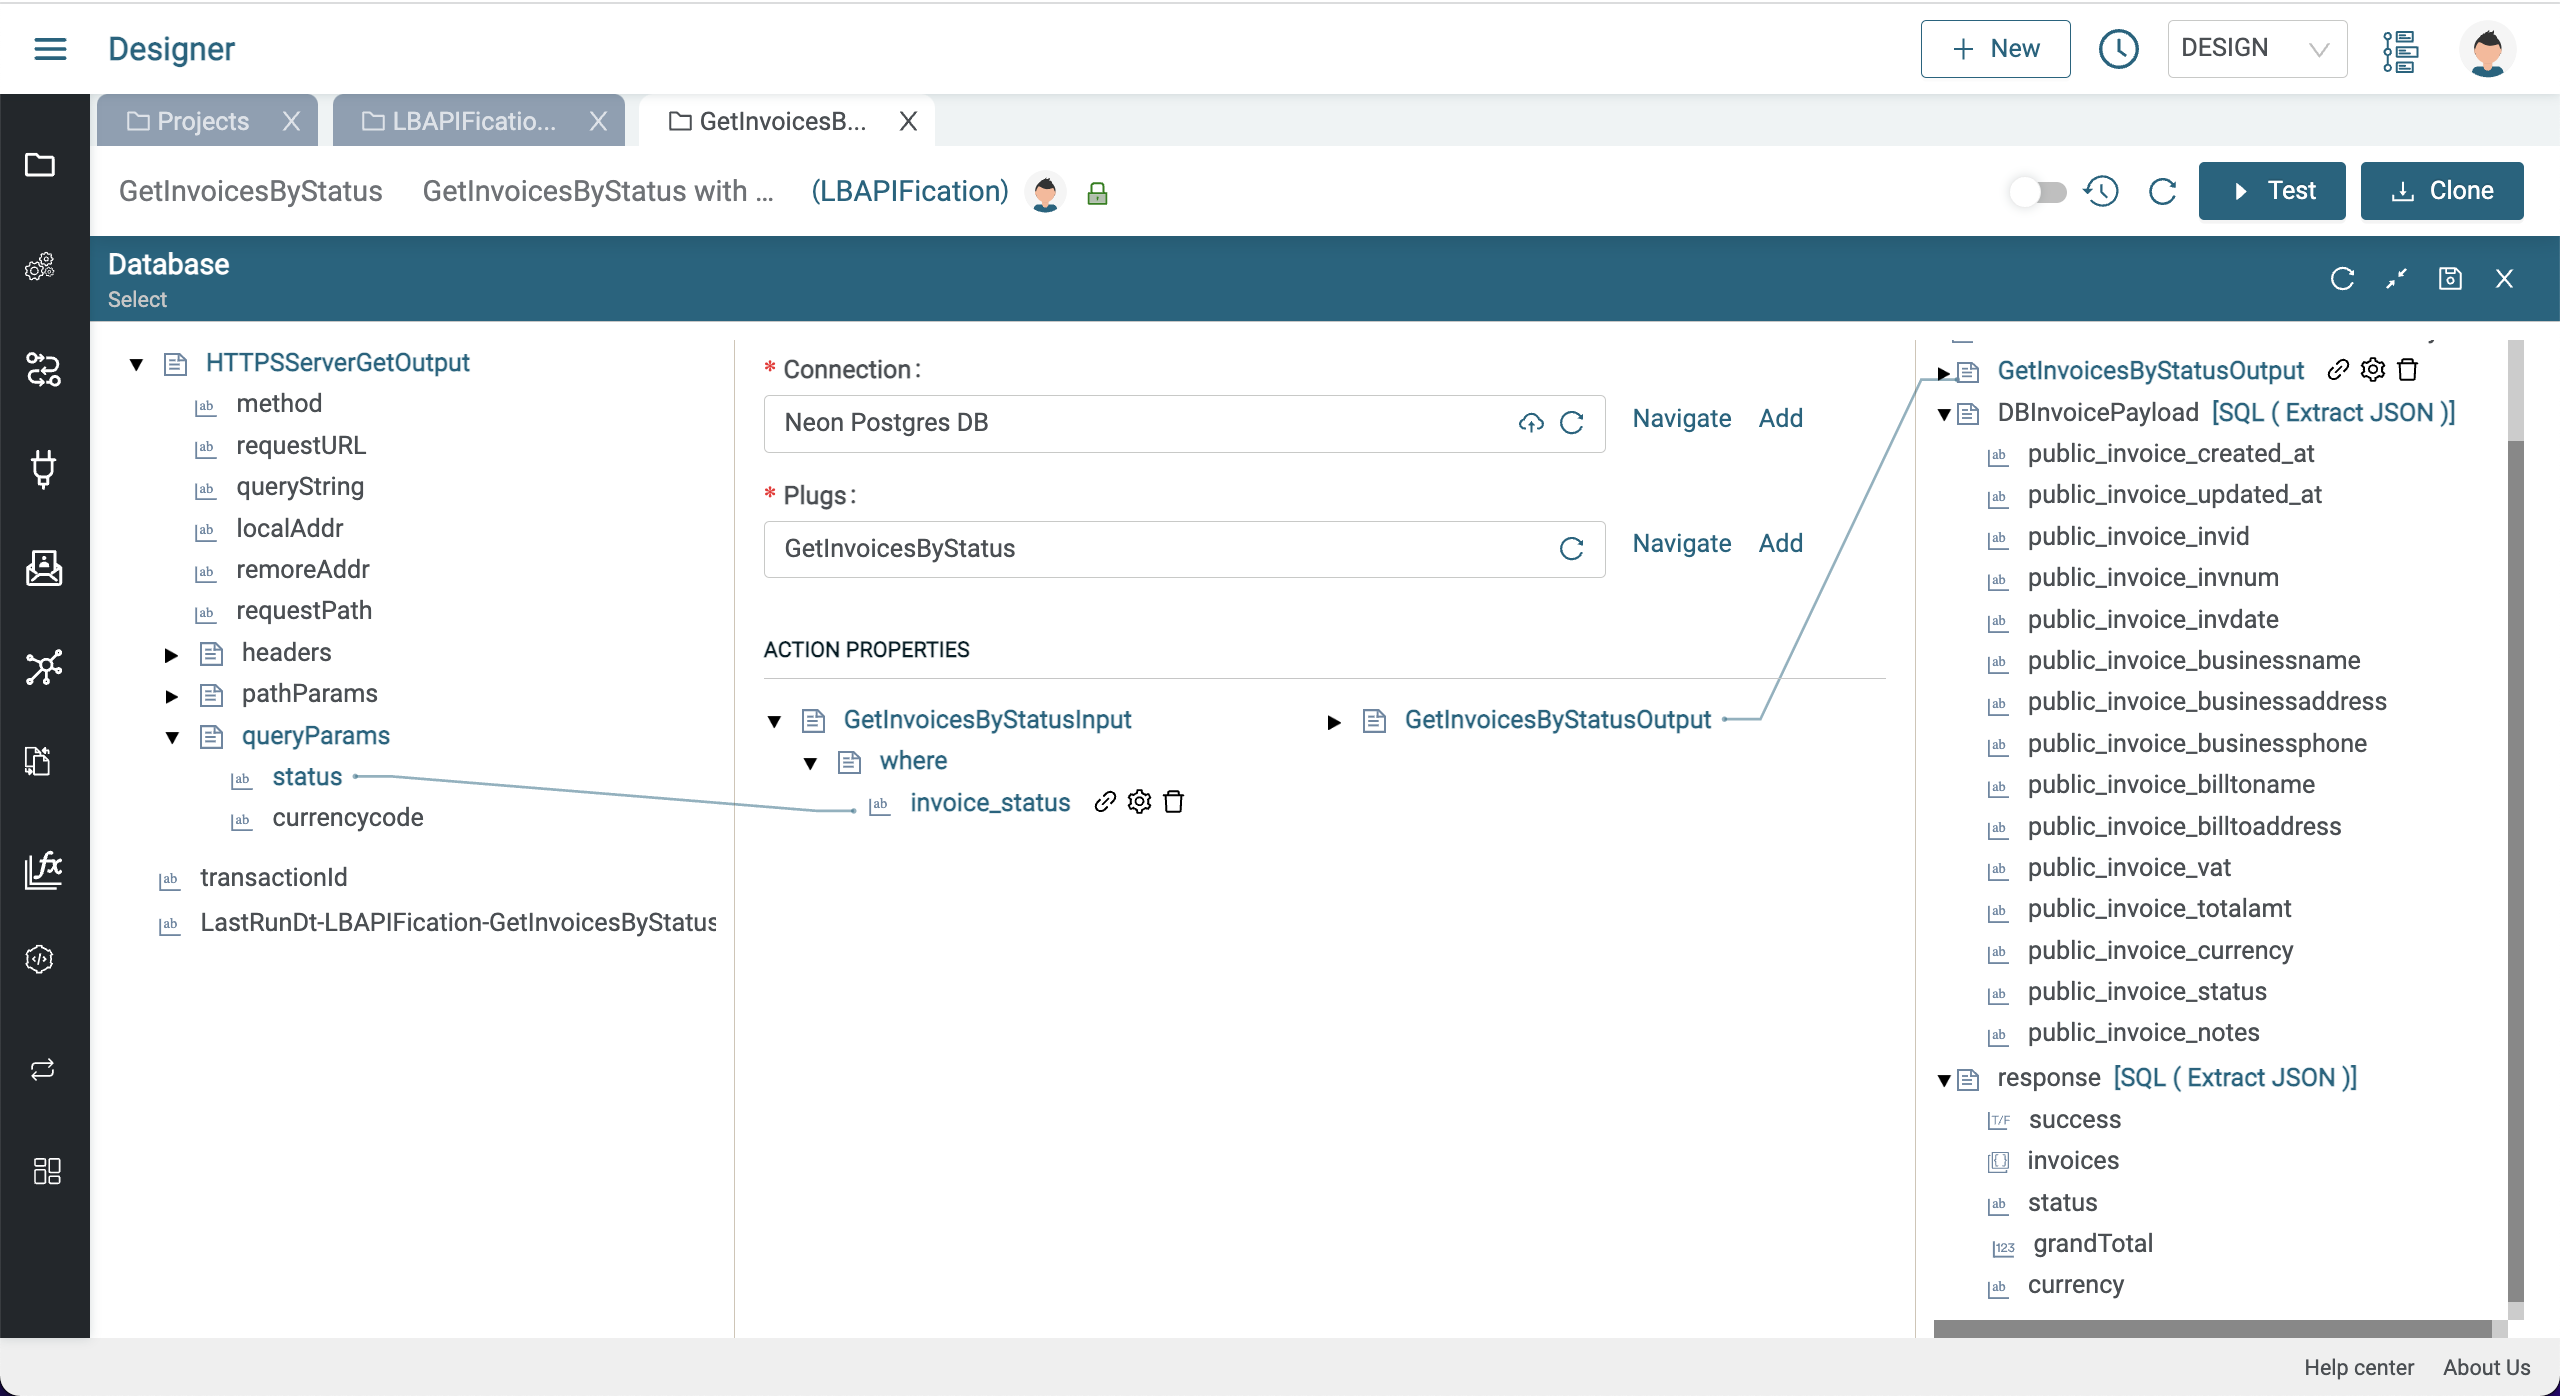 Designer
New
DESIGN
Projects
LBAPIFicatio...
GetInvoicesB...
GetInvoicesByStatus
GetInvoicesByStatus with ...
(LBAPIFication)
Test
Clone
Database
Select
HTTPSServerGetOutput
method
requestURL
queryString
localAddr
remoreAddr
requestPath
headers
pathParams
queryParams
status
currencycode
transactionId
LastRunDt-LBAPIFication-GetInvoicesByStatus
* Connection:
Neon Postgres DB
Navigate Add
* Plugs:
GetInvoicesByStatus
Navigate Add
ACTION PROPERTIES
GetInvoicesByStatusInput
where
invoice_status
GetInvoicesByStatusOutput
GetInvoicesByStatusOutput
DBInvoicePayload [SQL ( Extract JSON )]
public_invoice_created_at
public_invoice_updated_at
public_invoice_invid
public_invoice_invnum
public_invoice_invdate
public_invoice_businessname
public_invoice_businessaddress
public_invoice_businessphone
public_invoice_billtoname
public_invoice_billtoaddress
public_invoice_vat
public_invoice_totalamt
public_invoice_currency
public_invoice_status
public_invoice_notes
response [SQL ( Extract JSON )]
success
invoices
status
grandTotal
currency
Help center
About Us